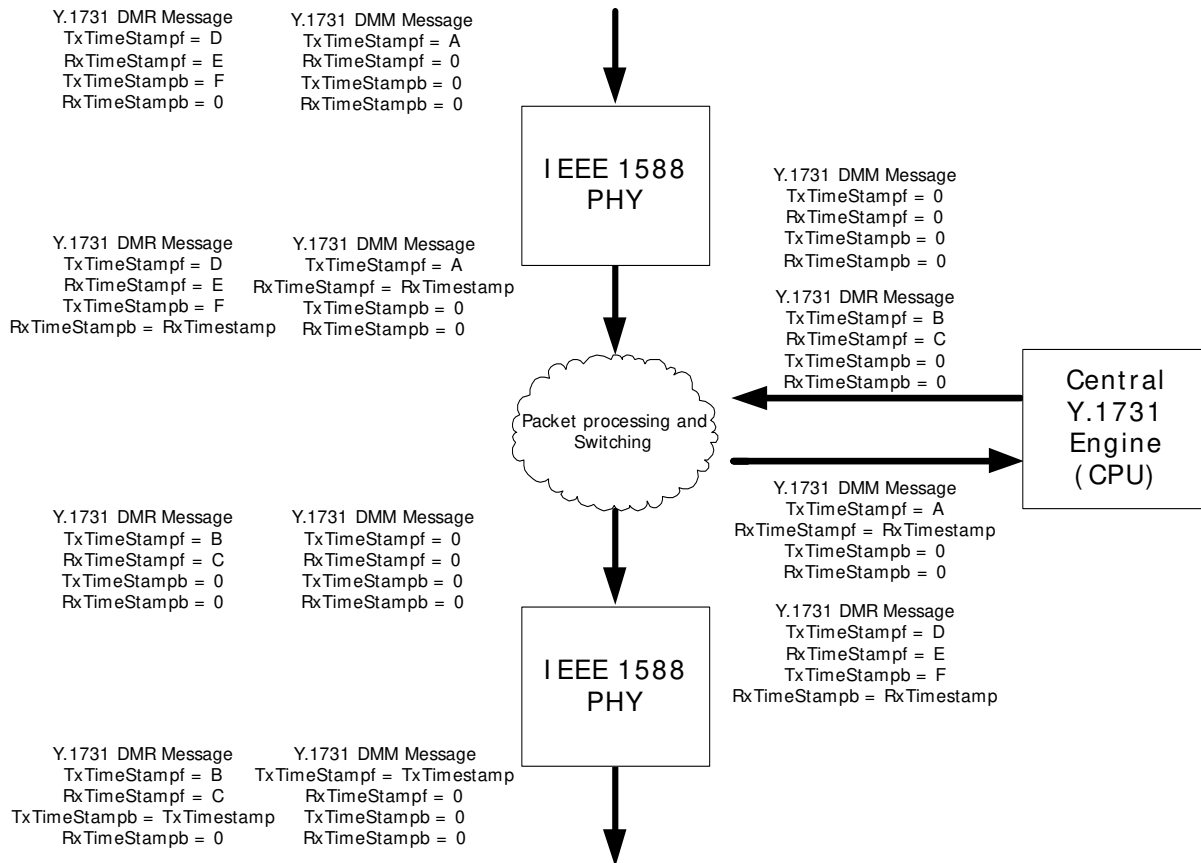 Y.1731 DMR Message
TxTimeStampf = D
RxTimeStampf = E
TxTimeStampb = F
RxTimeStampb = 0
Y.1731 DMM Message
TxTimeStampf = A
RxTimeStampf = 0
TxTimeStampb = 0
RxTimeStampb = 0
IEEE 1588
PHY
Y.1731 DMR Message
TxTimeStampf = D
RxTimeStampf = E
TxTimeStampb = F
RxTimeStampb = RxTimestamp
Y.1731 DMM Message
TxTimeStampf = A
RxTimeStampf = RxTimestamp
TxTimeStampb = 0
RxTimeStampb = 0
Y.1731 DMM Message
TxTimeStampf = 0
RxTimeStampf = 0
TxTimeStampb = 0
RxTimeStampb = 0
Y.1731 DMR Message
TxTimeStampf = B
RxTimeStampf = C
TxTimeStampb = 0
RxTimeStampb = 0
Packet processing and
Switching
Central
Y.1731
Engine
(CPU)
Y.1731 DMM Message
TxTimeStampf = A
RxTimeStampf = RxTimestamp
TxTimeStampb = 0
RxTimeStampb = 0
Y.1731 DMR Message
TxTimeStampf = D
RxTimeStampf = E
TxTimeStampb = F
RxTimeStampb = RxTimestamp
Y.1731 DMR Message
TxTimeStampf = B
RxTimeStampf = C
TxTimeStampb = 0
RxTimeStampb = 0
Y.1731 DMM Message
TxTimeStampf = 0
RxTimeStampf = 0
TxTimeStampb = 0
RxTimeStampb = 0
IEEE 1588
PHY
Y.1731 DMR Message
TxTimeStampf = B
RxTimeStampf = C
TxTimeStampb = TxTimestamp
RxTimeStampb = 0
Y.1731 DMM Message
TxTimeStampf = TxTimestamp
RxTimeStampf = 0
TxTimeStampb = 0
RxTimeStampb = 0